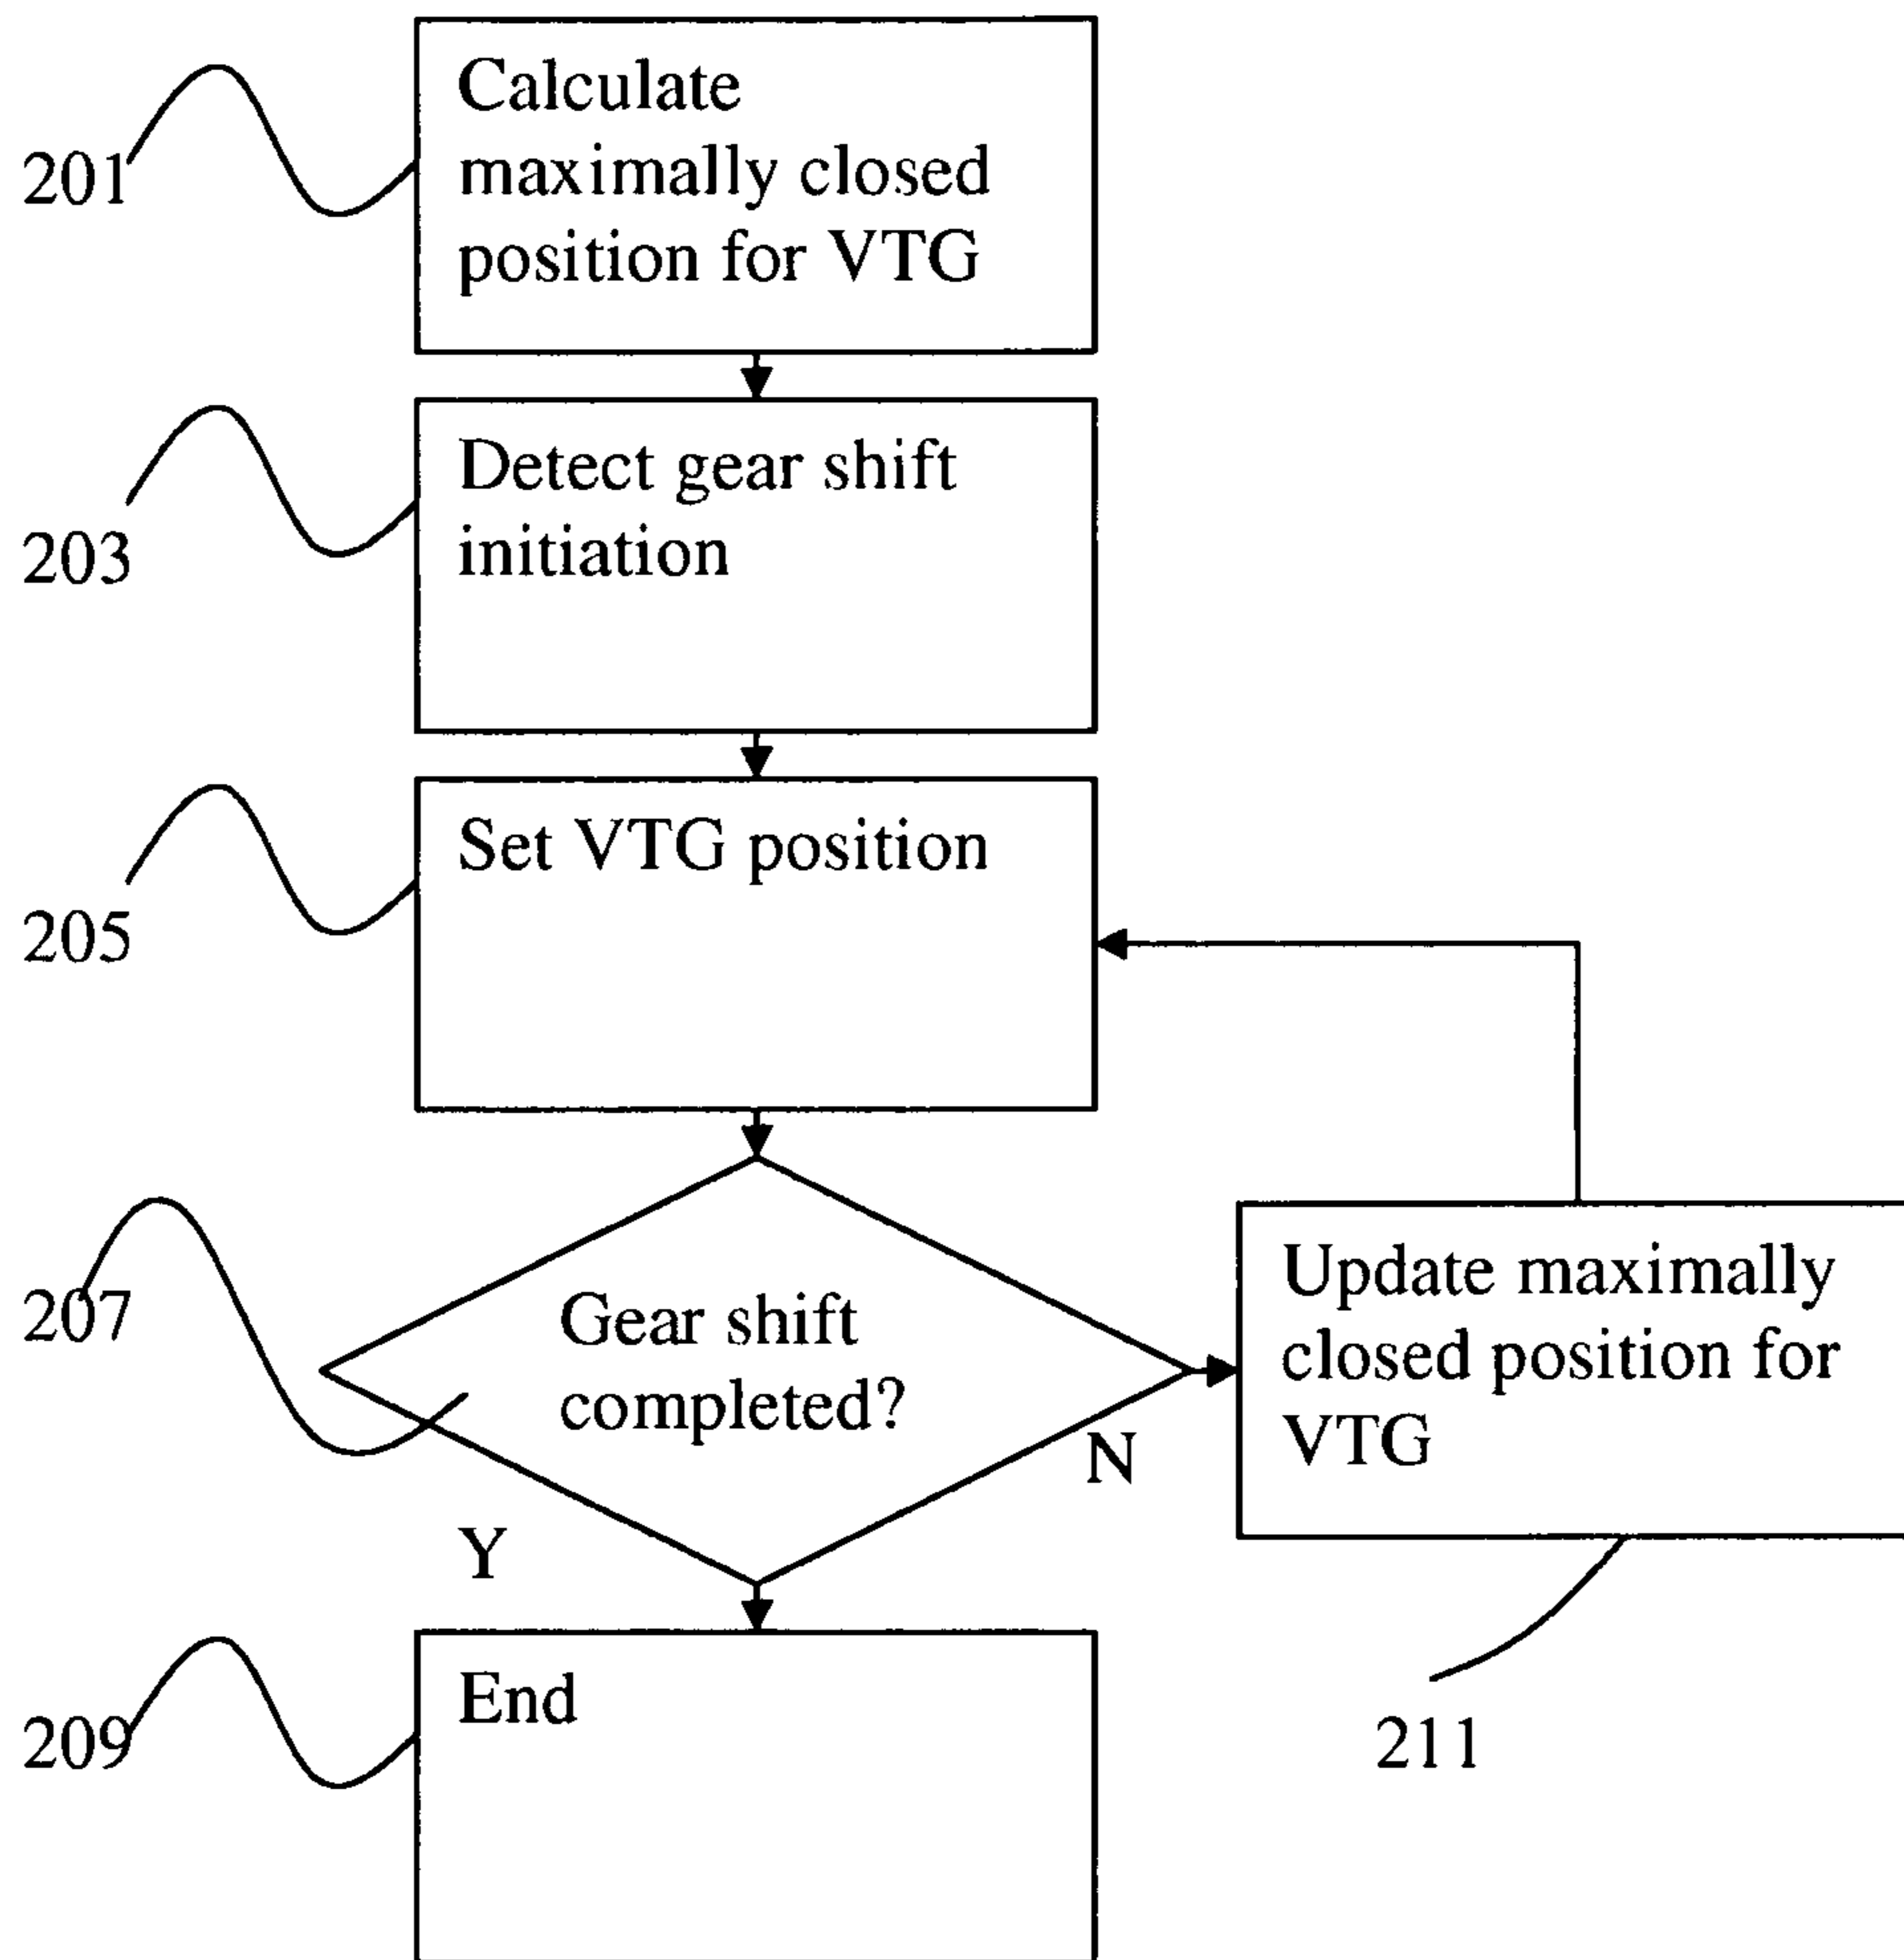 201
Calculate
maximally closed
position for VTG
203
Detect gear shift
initiation
205
Set VTG position
207
Gear shift
completed?
N
Y
Update maximally
closed position for
VTG
209
End
211